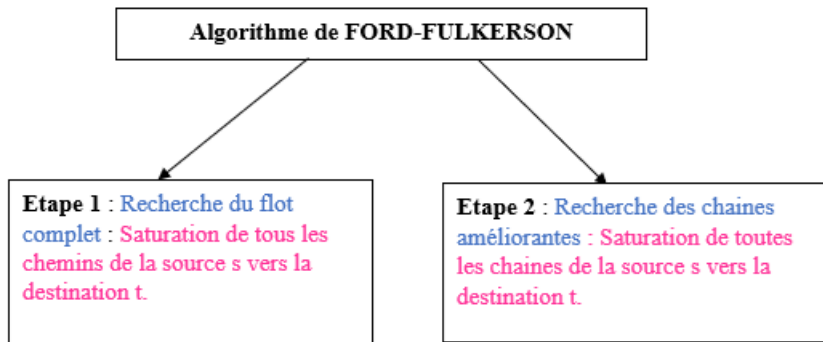 Algorithme de FORD-FULKERSON
Etape 1 : Recherche du flot
complet : Saturation de tous les
chemins de la source s vers la
destination t.
Etape 2 : Recherche des chaines
améliorantes : Saturation de toutes
les chaines de la source s vers la
destination t.